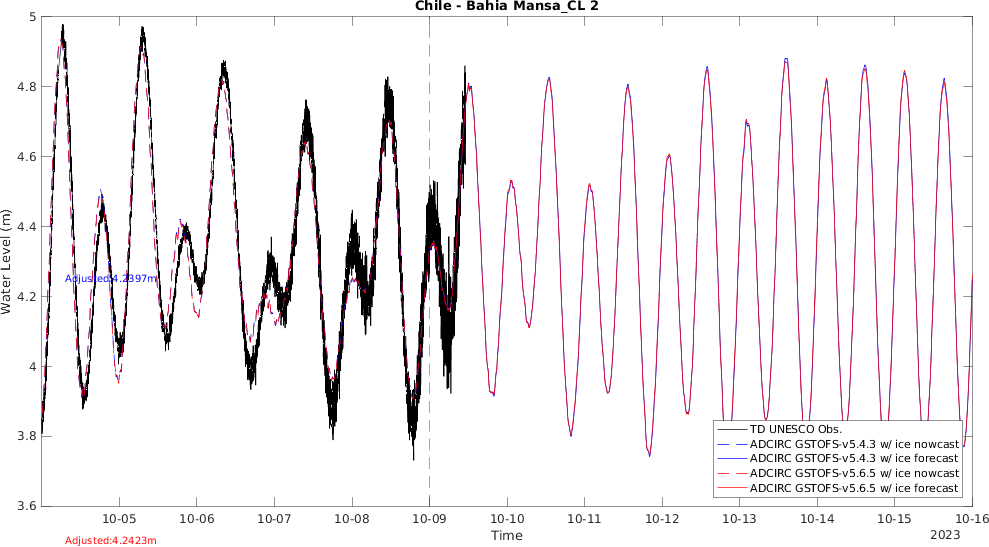 Chile - Bahia Mansa_CL 2
Water Level (m)
5
4.8
4.6
4.4
4.2
4
3.8
3.6
Adjusted:4.2397m
TD UNESCO Obs.
ADCIRC GSTOFS-v5.4.3 w/ ice nowcast
ADCIRC GSTOFS-v5.4.3 w/ ice forecast
ADCIRC GSTOFS-v5.6.5 w/ ice nowcast
ADCIRC GSTOFS-v5.6.5 w/ ice forecast
10-05 10-06 10-07 10-08 10-09 10-10 10-11 10-12 10-13 10-14 10-15 10-16
Time
2023
Adjusted:4.2423m